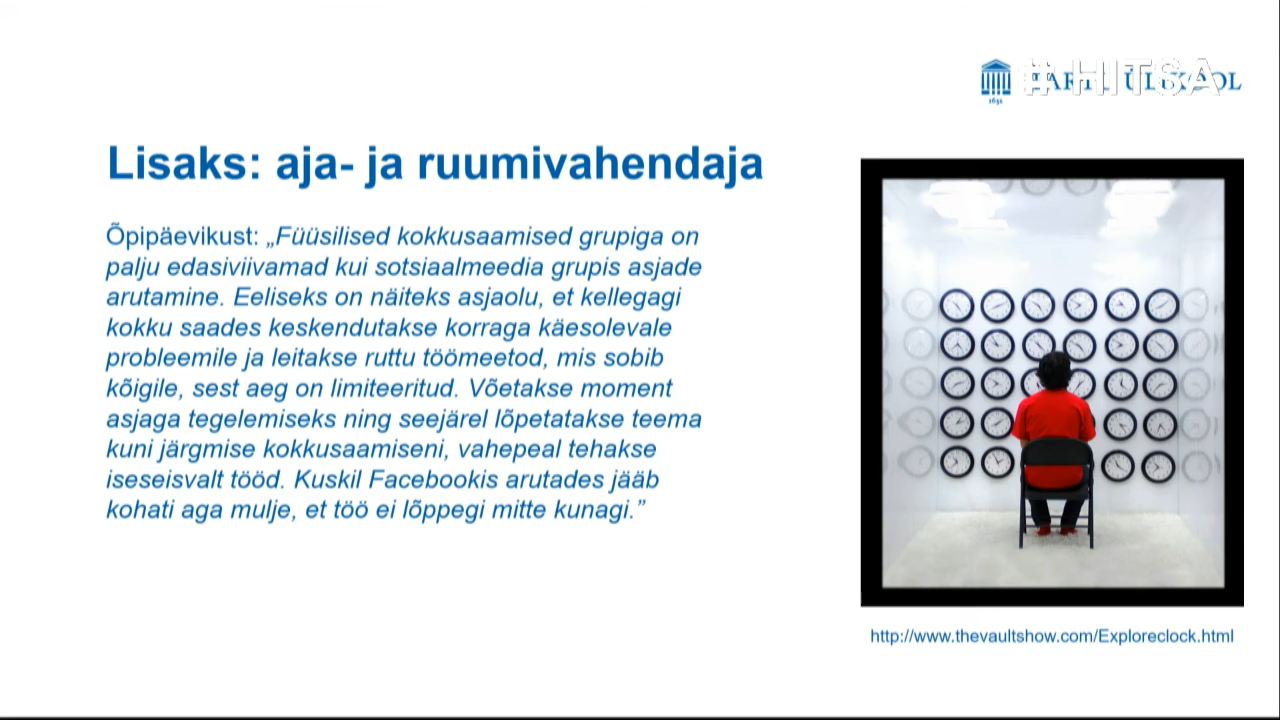 #HITSA
1632
Lisaks: aja- ja ruumivahendaja
Õpipäevikust: „Füüsilised kokkusaamised grupiga on
palju edasiviivamad kui sotsiaalmeedia grupis asjade
arutamine. Eeliseks on näiteks asjaolu, et kellegagi
kokku saades keskendutakse korraga käesolevale
probleemile ja leitakse ruttu töömeetod, mis sobib
kõigile, sest aeg on limiteeritud. Võetakse moment
asjaga tegelemiseks ning seejärel lõpetatakse teema
kuni järgmise kokkusaamiseni, vahepeal tehakse
iseseisvalt tööd. Kuskil Facebookis arutades jääb
kohati aga mulje, et töö ei lõppegi mitte kunagi.”
http://www.thevaultshow.com/Exploreclock.html